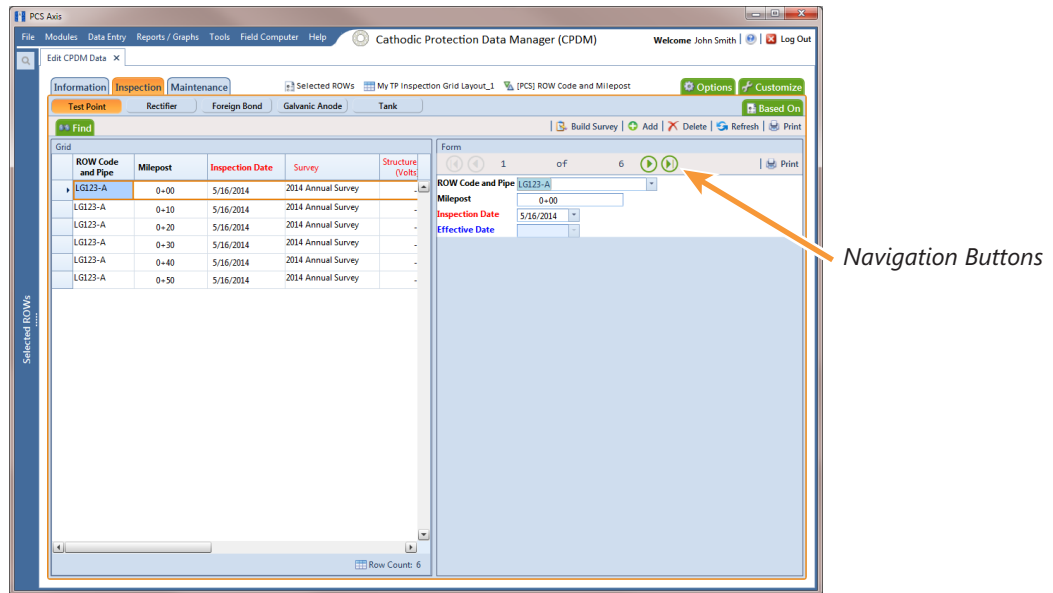 PCS Axis
File Modules Data Entry Reports / Graphs Tools Field Computer Help Cathodic Protection Data Manager (CPDM) Welcome John Smith Log Out
Edit CPDM Data
Information Inspection Maintenance Selected ROWs My TP Inspection Grid Layout_1 [PCS] ROW Code and Milepost Options Customize
Test Point Rectifier Foreign Bond Galvanic Anode Tank Based On
Find Build Survey Add Delete Refresh Print
Grid
ROW Code and Pipe Milepost Inspection Date Survey Structure (Volts
LG123-A 0+00 5/16/2014 2014 Annual Survey -
LG123-A 0+10 5/16/2014 2014 Annual Survey -
LG123-A 0+20 5/16/2014 2014 Annual Survey -
LG123-A 0+30 5/16/2014 2014 Annual Survey -
LG123-A 0+40 5/16/2014 2014 Annual Survey -
LG123-A 0+50 5/16/2014 2014 Annual Survey -
Row Count: 6
Form
1 of 6 Print
ROW Code and Pipe LG123-A
Milepost 0+00
Inspection Date 5/16/2014
Effective Date
Selected ROWs
Navigation Buttons